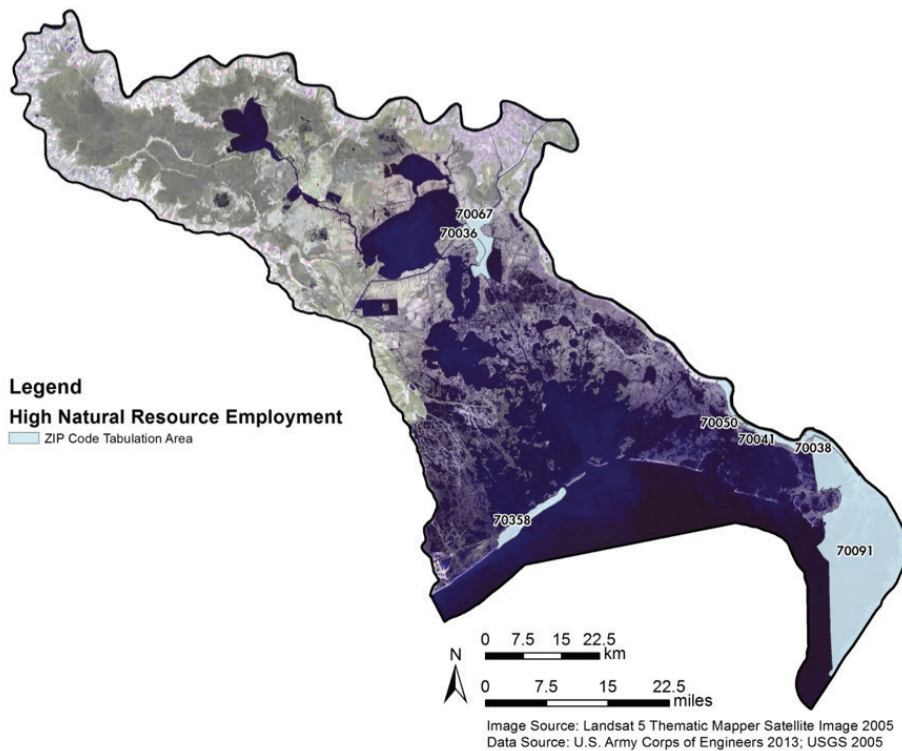 70067
70036
Legend
High Natural Resource Employment
ZIP Code Tabulation Area
70050
70041
70038
70358
70091
N
0 7.5 15 22.5
km
0 7.5 15 22.5
miles
Image Source: Landsat 5 Thematic Mapper Satellite Image 2005
Data Source: U.S. Army Corps of Engineers 2013; USGS 2005